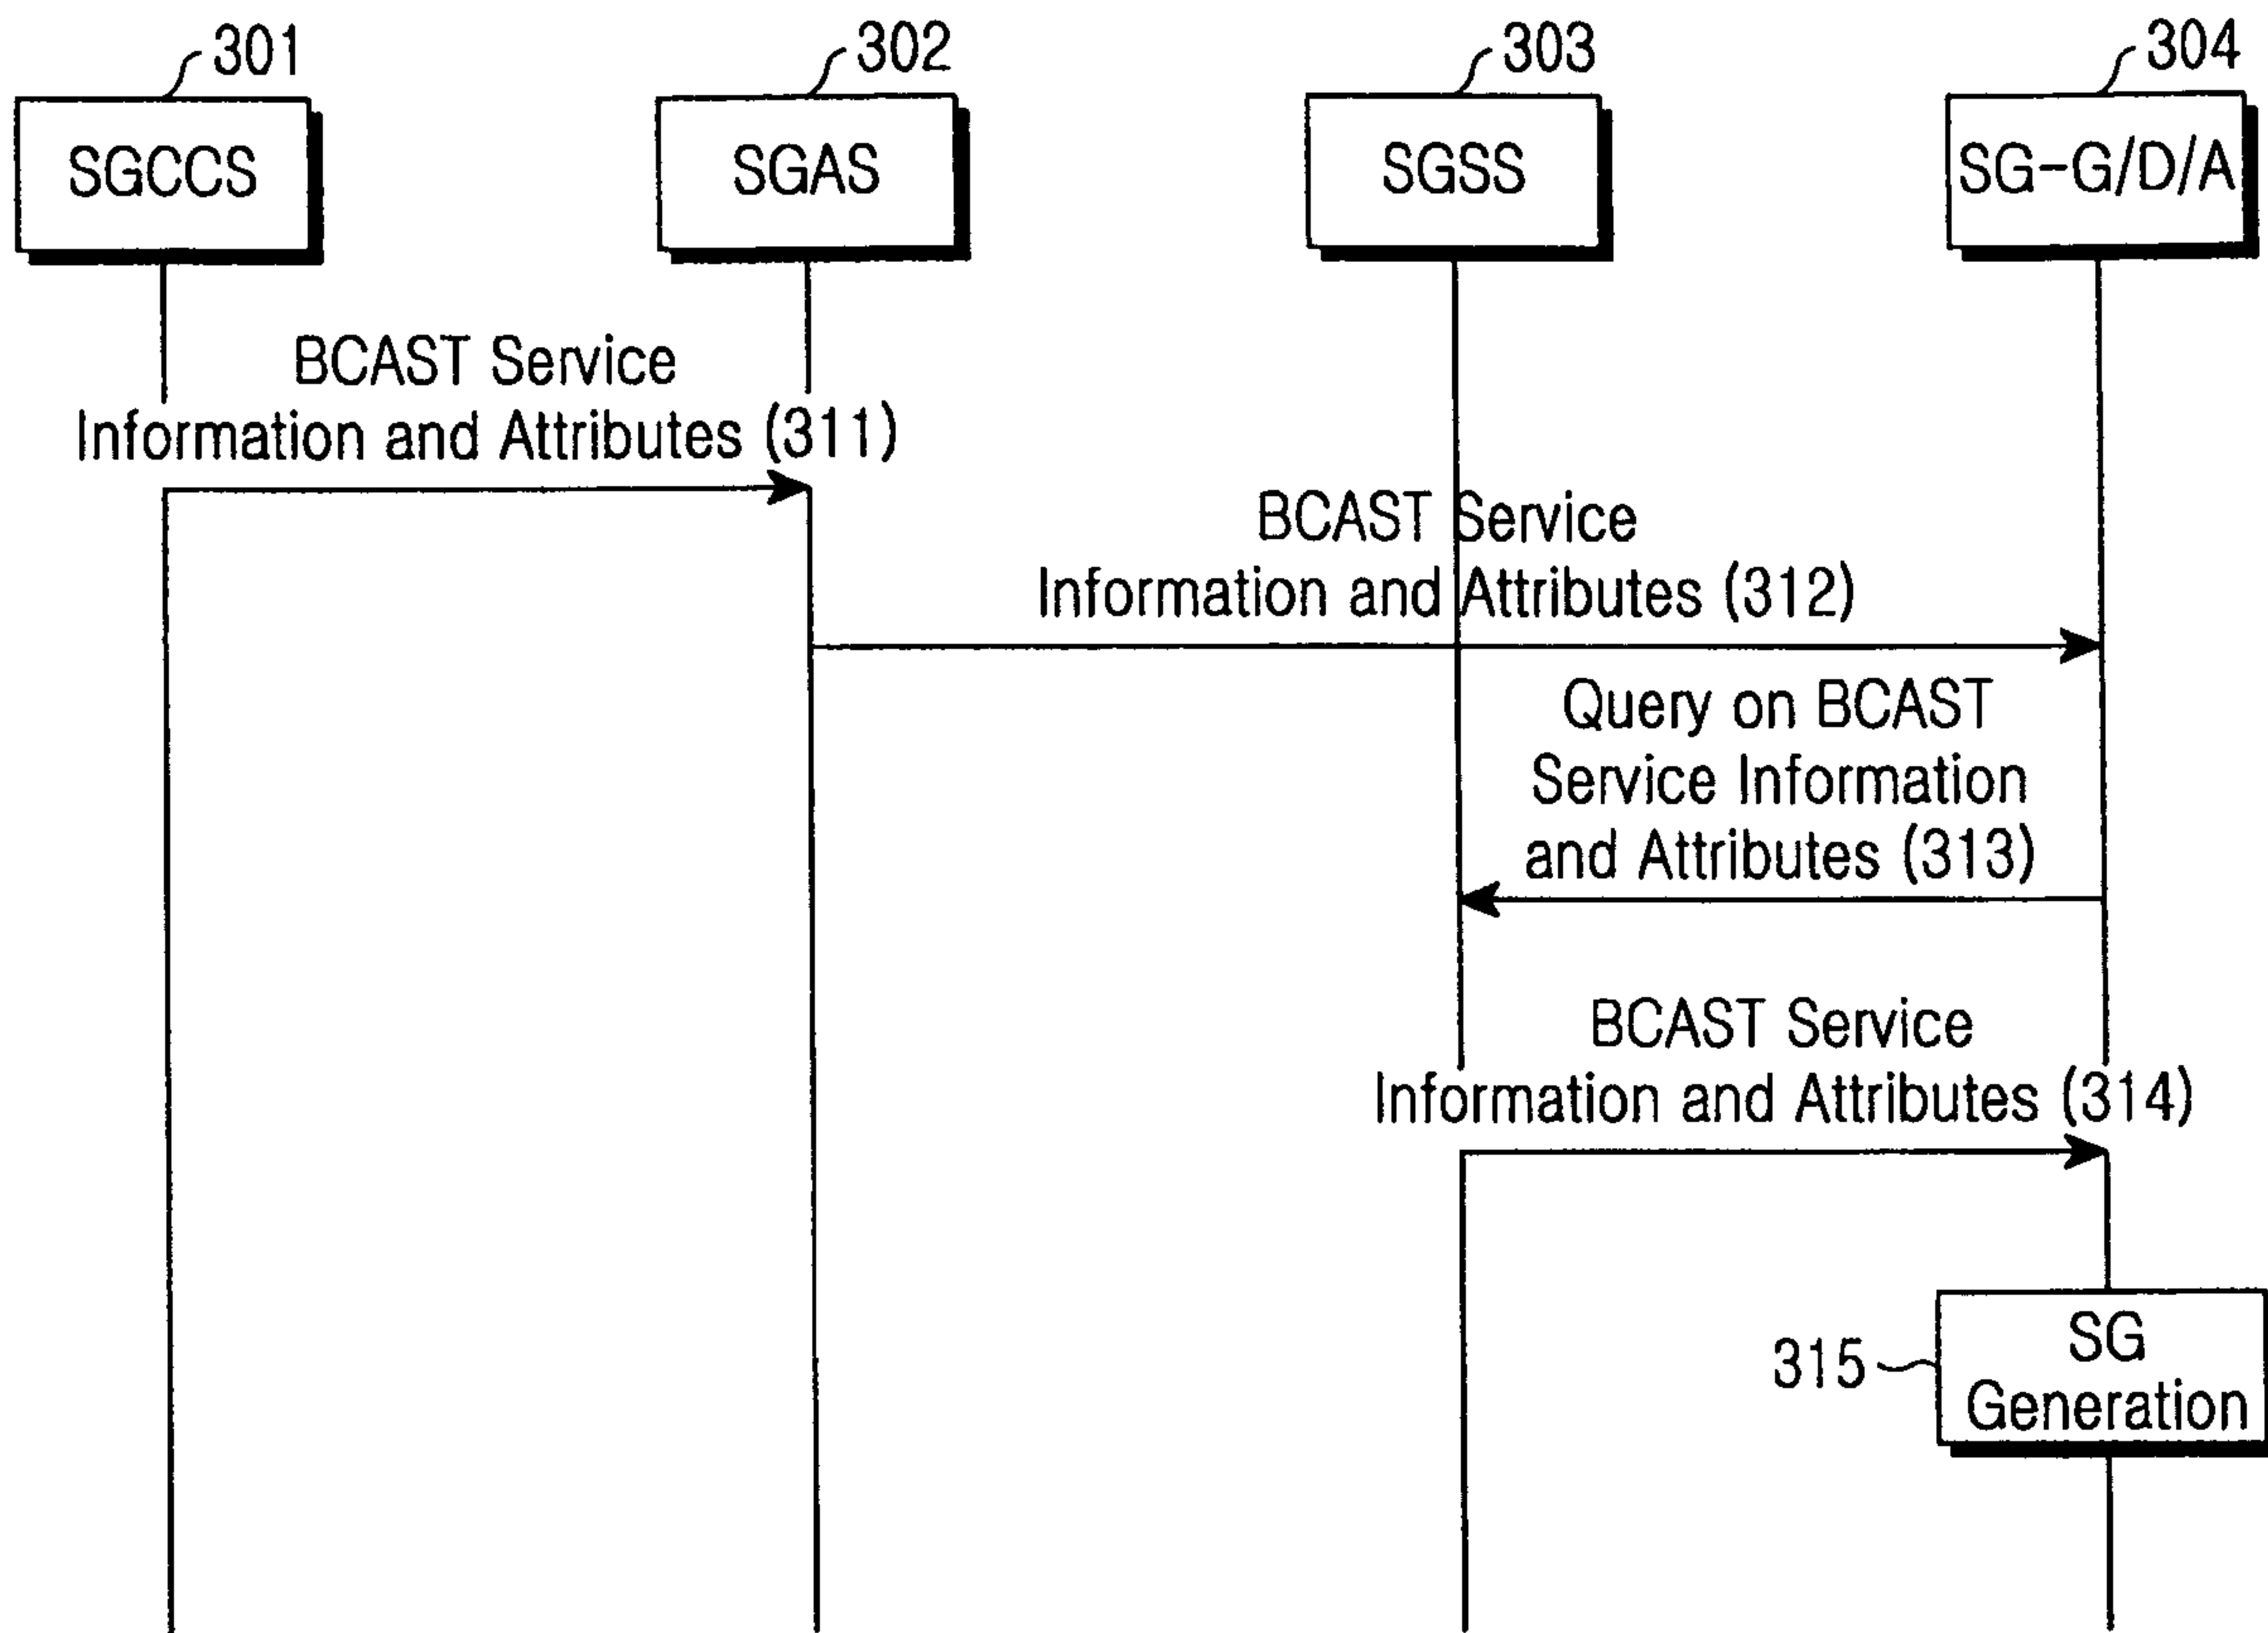 301
302
303
304
SGCCS
SGAS
SGSS
SG-G/D/A
BCAST Service
Information and Attributes (311)
BCAST Service
Information and Attributes (312)
Query on BCAST
Service Information
and Attributes (313)
BCAST Service
Information and Attributes (314)
315
SG
Generation